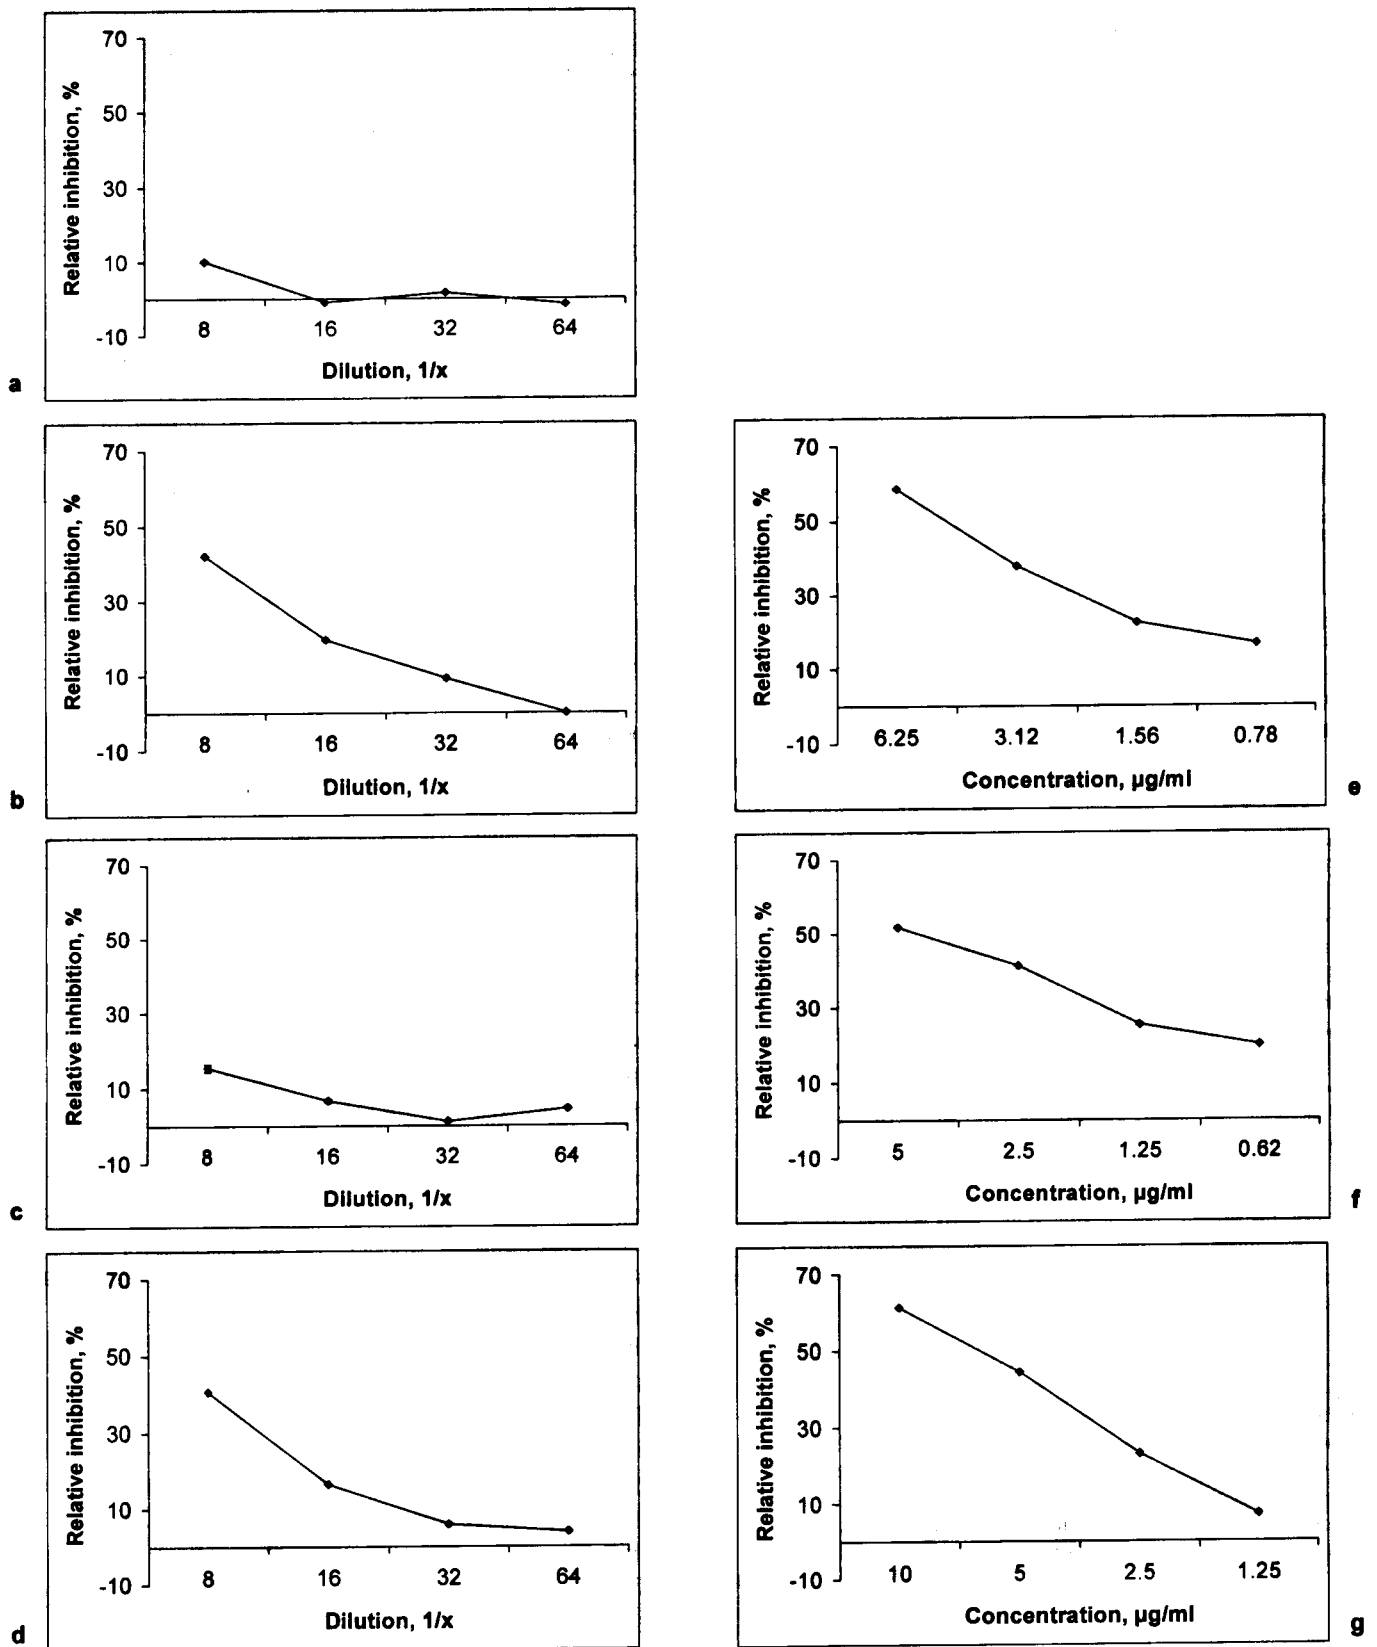 70
50
30
10
-10
Relative inhibition, %
8 16 32 64
Dilution, 1/x
a
70
50
30
10
-10
Relative inhibition, %
8 16 32 64
Dilution, 1/x
b
70
50
30
10
-10
Relative inhibition, %
6.25 3.12 1.56 0.78
Concentration, µg/ml
e
70
50
30
10
-10
Relative inhibition, %
8 16 32 64
Dilution, 1/x
c
70
50
30
10
-10
Relative inhibition, %
5 2.5 1.25 0.62
Concentration, µg/ml
f
70
50
30
10
-10
Relative inhibition, %
8 16 32 64
Dilution, 1/x
d
70
50
30
10
-10
Relative inhibition, %
10 5 2.5 1.25
Concentration, µg/ml
g